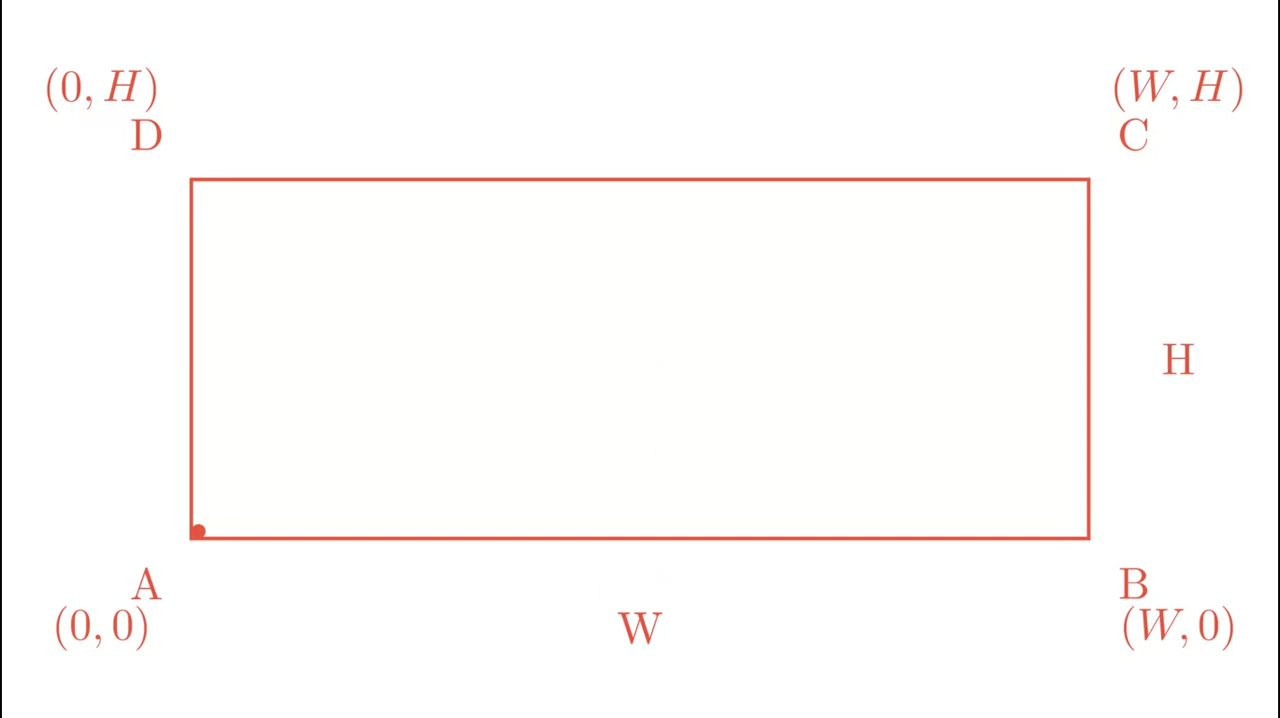 (0, H)
(W, H)
D
C
H
A
B
(0, 0)
W
(W, 0)